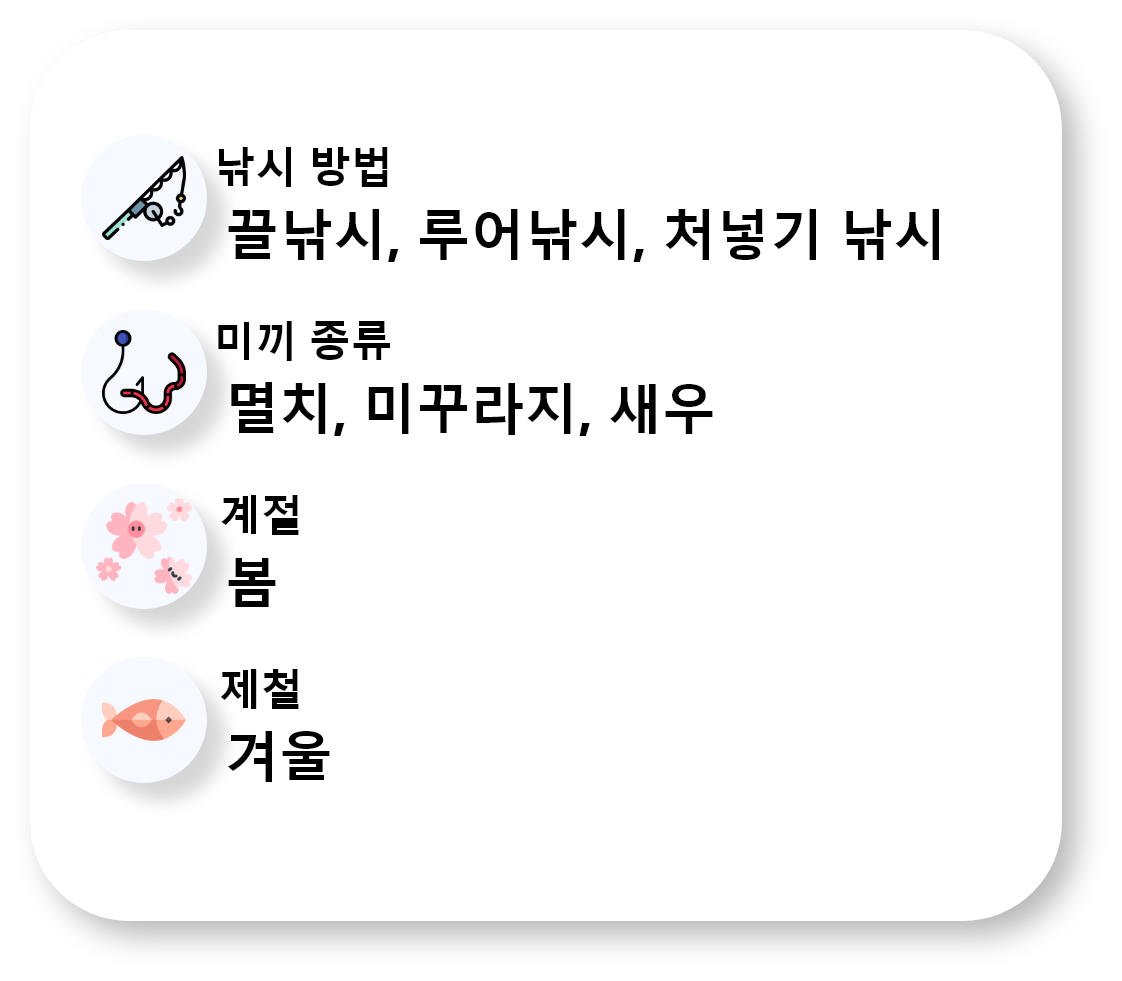 낚시 방법
끌낚시, 루어낚시, 처넣기 낚시
미끼 종류
멸치, 미꾸라지, 새우
계절
봄
제철
겨울